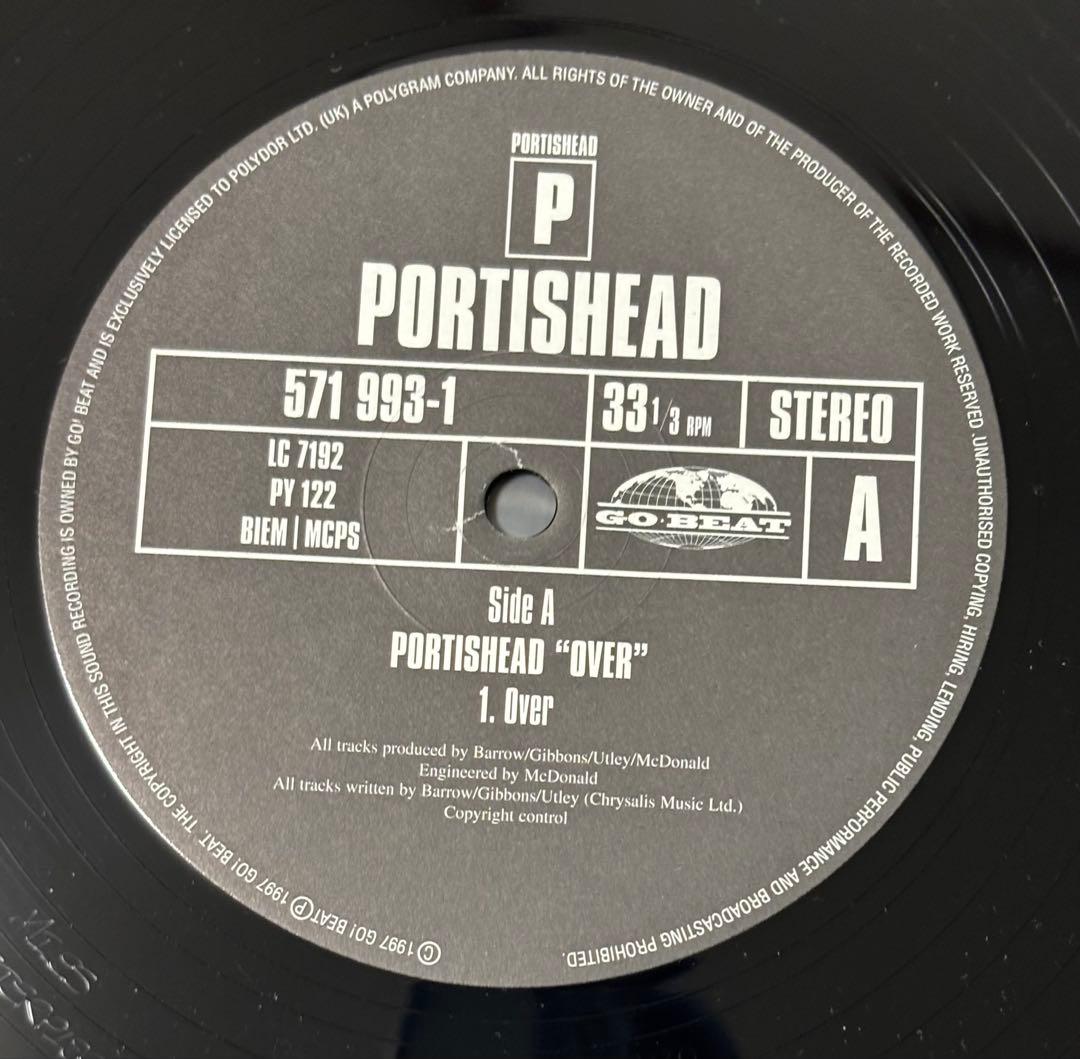 PORTISHEAD
P
PORTISHEAD
571 993-1
33 1/3 RPM
STEREO
LC 7192
PY 122
BIEM | MCPS
GO·BEAT
A
Side A
PORTISHEAD “OVER”
1. Over
All tracks produced by Barrow/Gibbons/Utley/McDonald
Engineered by McDonald
All tracks written by Barrow/Gibbons/Utley (Chrysalis Music Ltd.)
Copyright control
Ⓒ 1997 GO! BEAT Ⓟ 1997 GO! BEAT. THE COPYRIGHT IN THIS SOUND RECORDING IS OWNED BY GO! BEAT AND IS EXCLUSIVELY LICENSED TO POLYDOR LTD. (UK) A POLYGRAM COMPANY. ALL RIGHTS OF THE OWNER AND OF THE PRODUCER OF THE RECORDED WORK RESERVED .UNAUTHORISED COPYING, HIRING, LENDING, PUBLIC PERFORMANCE AND BROADCASTING PROHIBITED.